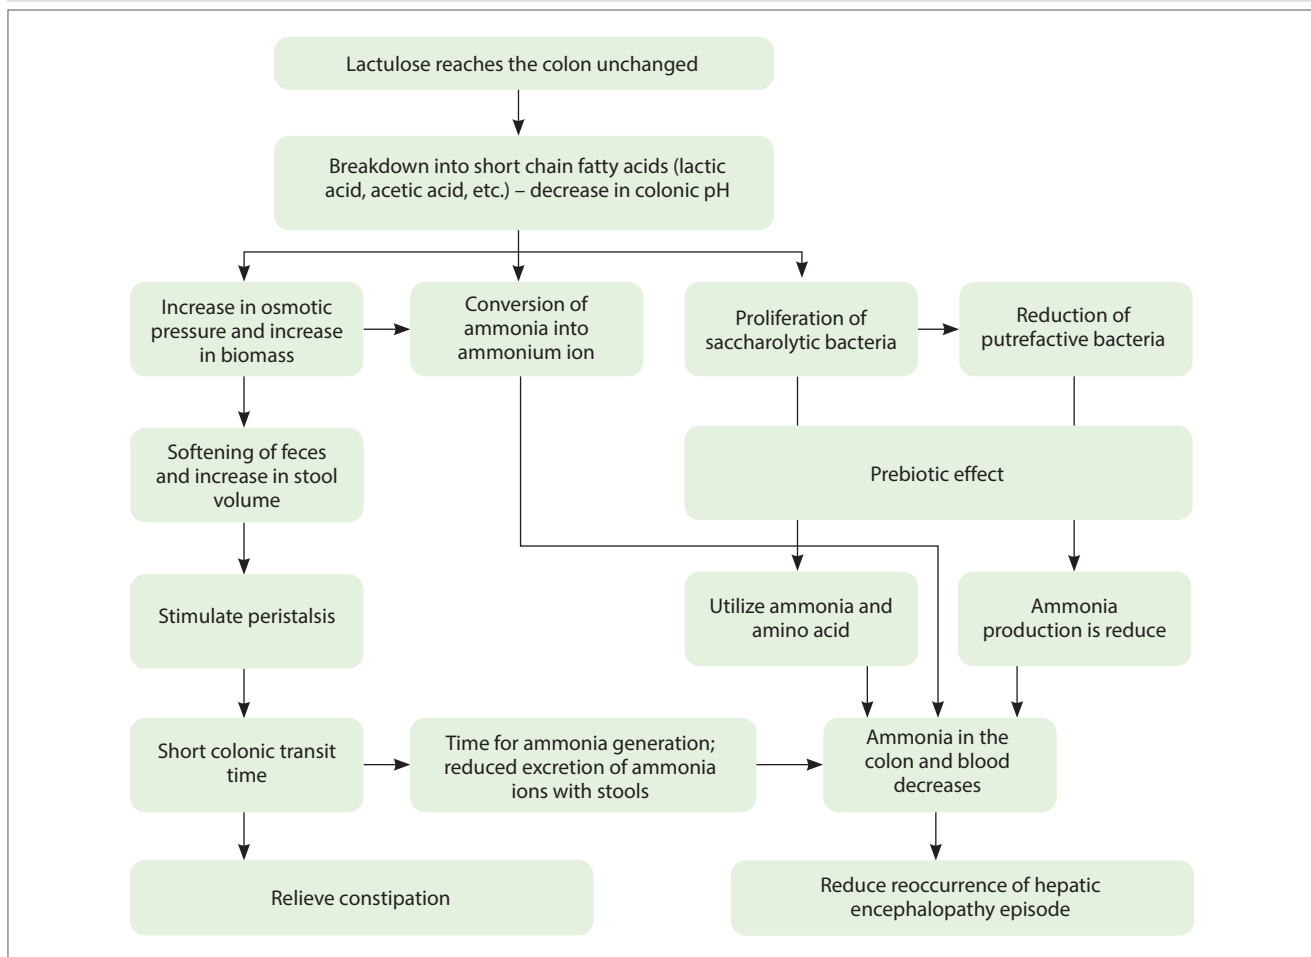 Lactulose reaches the colon unchanged
Breakdown into short chain fatty acids (lactic
acid, acetic acid, etc.) – decrease in colonic pH
Increase in osmotic
pressure and increase
in biomass
Conversion of
ammonia into
ammonium ion
Proliferation of
saccharolytic bacteria
Reduction of
putrefactive bacteria
Softening of feces
and increase in stool
volume
Prebiotic effect
Stimulate peristalsis
Utilize ammonia and
amino acid
Ammonia
production is reduce
Short colonic transit
time
Time for ammonia generation;
reduced excretion of ammonia
ions with stools
Ammonia in the
colon and blood
decreases
Relieve constipation
Reduce reoccurrence of hepatic
encephalopathy episode